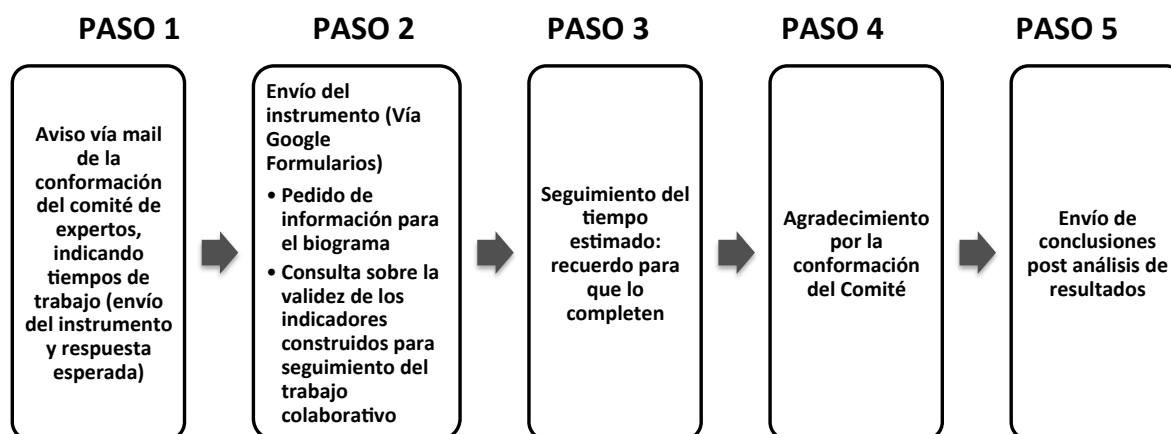 PASO 1
Aviso vía mail
de la
conformación
del comité de
expertos,
indicando
tiempos de
trabajo (envío
del instrumento
y respuesta
esperada)
PASO 2
Envío del
instrumento (Vía
Google
Formularios)
• Pedido de
información para
el biograma
• Consulta sobre la
validez de los
indicadores
construidos para
seguimiento del
trabajo
colaborativo
PASO 3
Seguimiento del
tiempo
estimado:
recuerdo para
que lo
completen
PASO 4
Agradecimiento
por la
conformación
del Comité
PASO 5
Envío de
conclusiones
post análisis de
resultados